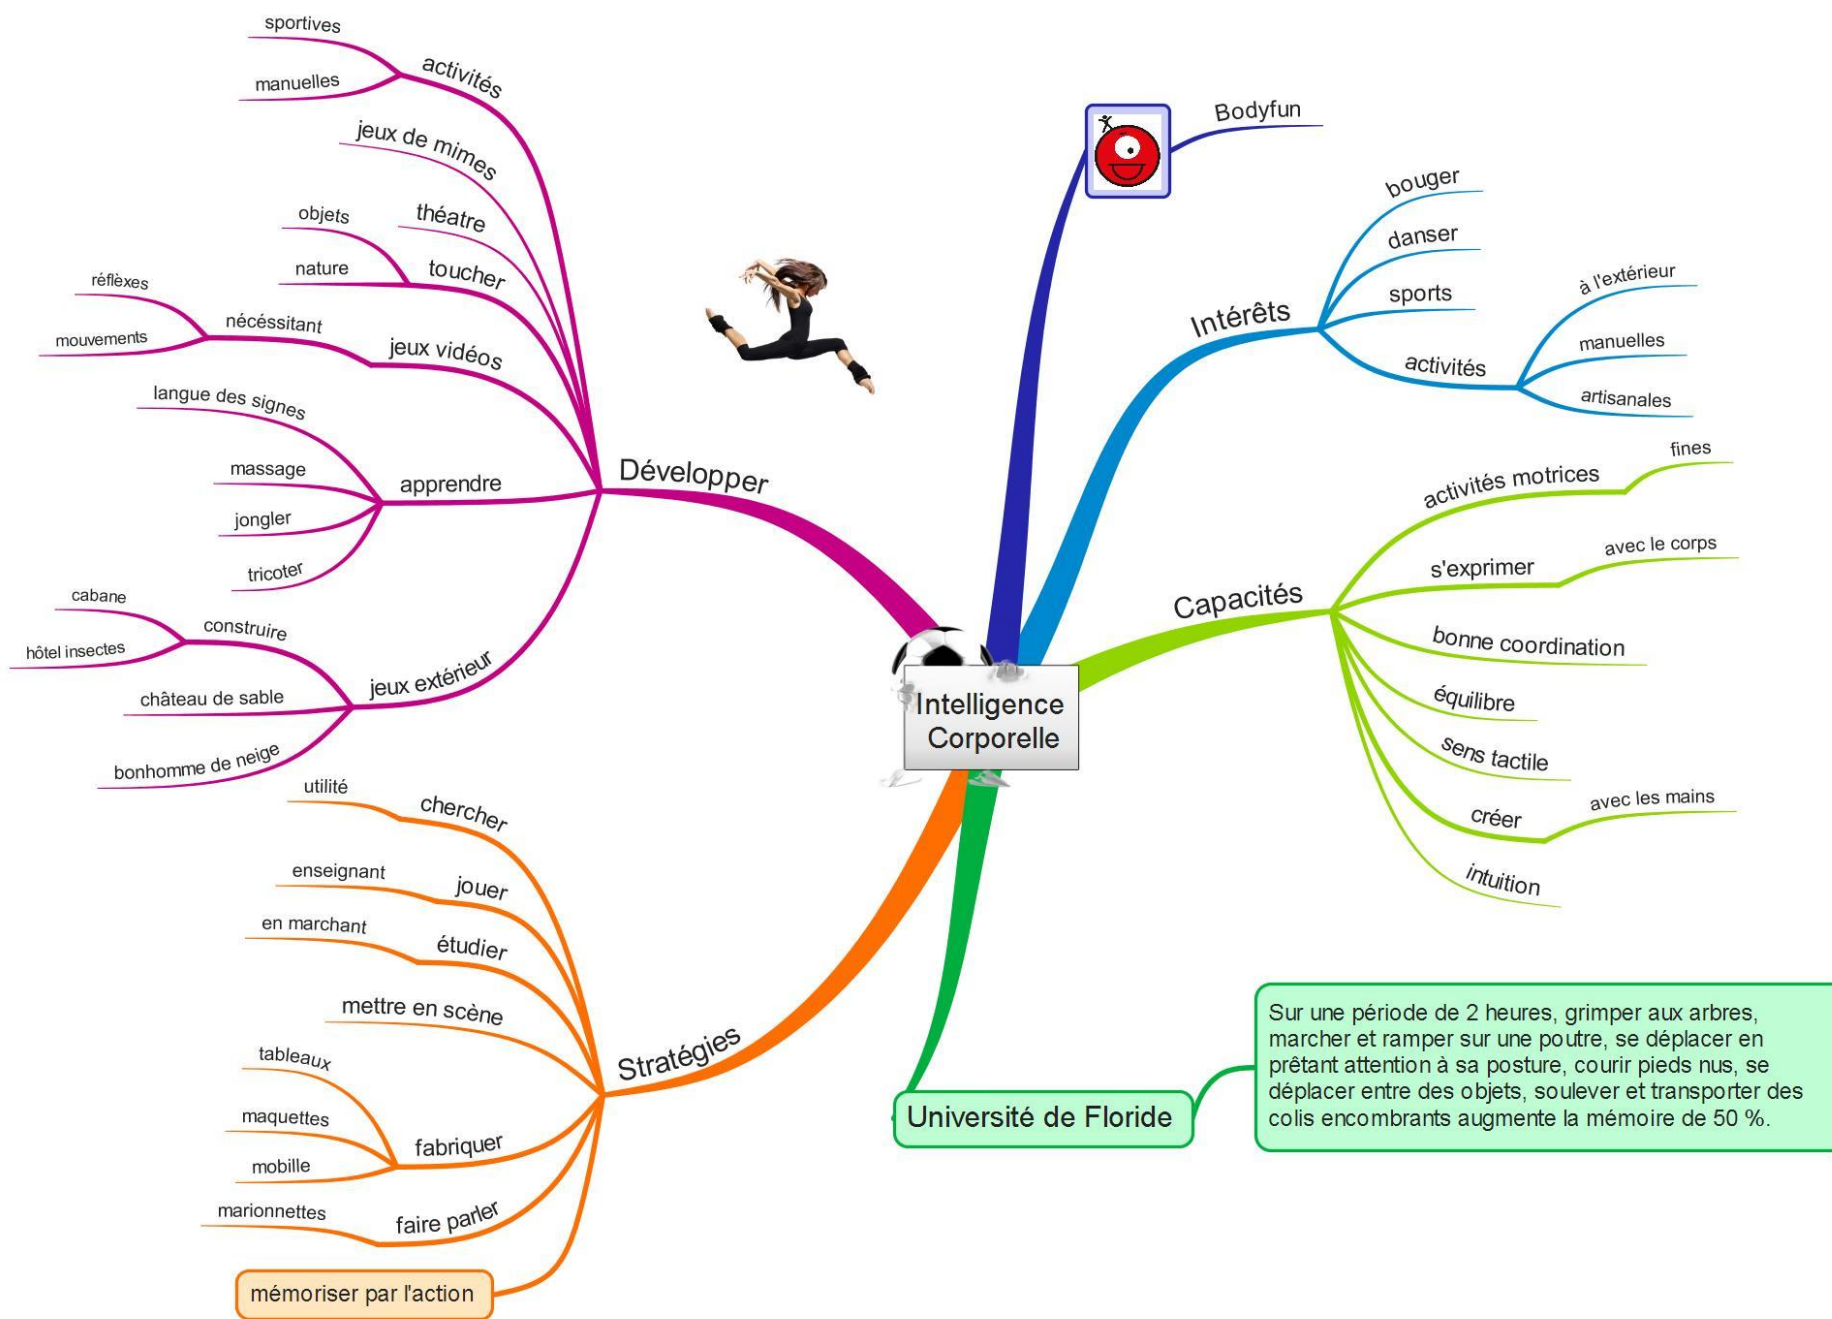 Intelligence
Corporelle
Bodyfun
Intérêts
bouger
danser
sports
activités
à l'extérieur
manuelles
artisanales
Capacités
activités motrices
fines
s'exprimer
avec le corps
bonne coordination
équilibre
sens tactile
créer
avec les mains
intuition
Université de Floride
Sur une période de 2 heures, grimper aux arbres,
marcher et ramper sur une poutre, se déplacer en
prêtant attention à sa posture, courir pieds nus, se
déplacer entre des objets, soulever et transporter des
colis encombrants augmente la mémoire de 50 %.
Stratégies
chercher
utilité
jouer
enseignant
étudier
en marchant
mettre en scène
fabriquer
tableaux
maquettes
mobille
faire parler
marionnettes
mémoriser par l'action
Développer
activités
sportives
manuelles
jeux de mimes
théatre
toucher
objets
nature
jeux vidéos
nécéssitant
réflèxes
mouvements
apprendre
langue des signes
massage
jongler
tricoter
jeux extérieur
construire
cabane
hôtel insectes
château de sable
bonhomme de neige